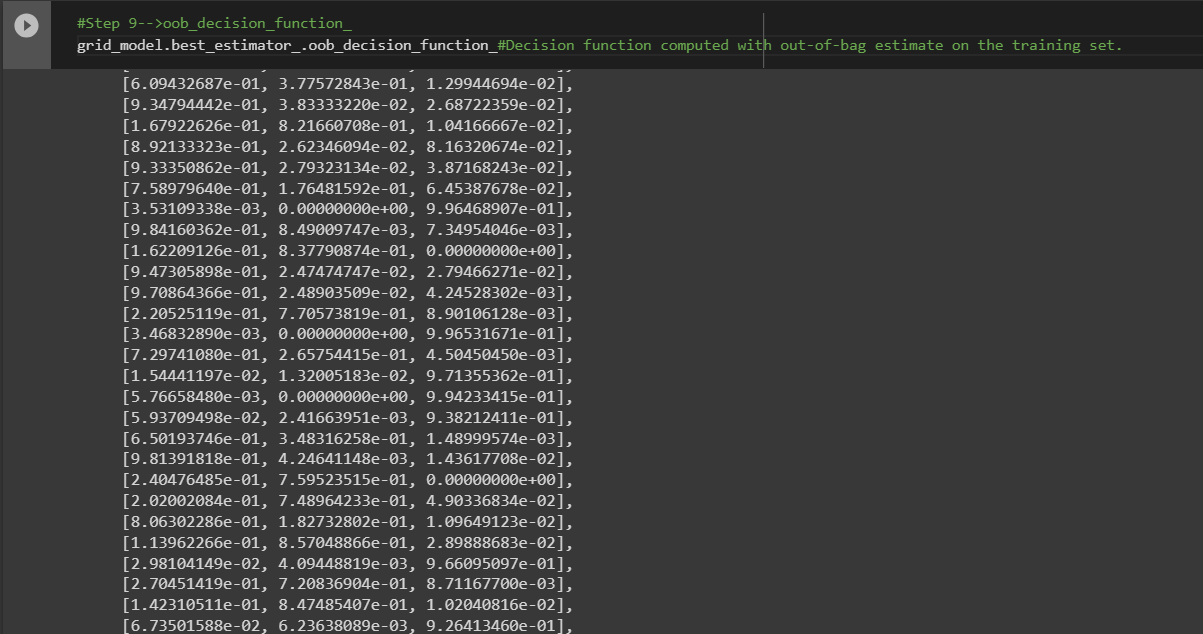 #Step 9-->oob_decision_function_
grid_model.best_estimator_.oob_decision_function_#Decision function computed with out-of-bag estimate on the training set.
[6.09432687e-01, 3.77572843e-01, 1.29944694e-02],
[9.34794442e-01, 3.83333220e-02, 2.68722359e-02],
[1.67922626e-01, 8.21660708e-01, 1.04166667e-02],
[8.92133323e-01, 2.62346094e-02, 8.16320674e-02],
[9.33350862e-01, 2.79323134e-02, 3.87168243e-02],
[7.58979640e-01, 1.76481592e-01, 6.45387678e-02],
[3.53109338e-03, 0.00000000e+00, 9.96468907e-01],
[9.84160362e-01, 8.49009747e-03, 7.34954046e-03],
[1.62209126e-01, 8.37790874e-01, 0.00000000e+00],
[9.47305898e-01, 2.47474747e-02, 2.79466271e-02],
[9.70864366e-01, 2.48903509e-02, 4.24528302e-03],
[2.20525119e-01, 7.70573819e-01, 8.90106128e-03],
[3.46832890e-03, 0.00000000e+00, 9.96531671e-01],
[7.29741080e-01, 2.65754415e-01, 4.50450450e-03],
[1.54441197e-02, 1.32005183e-02, 9.71355362e-01],
[5.76658480e-03, 0.00000000e+00, 9.94233415e-01],
[5.93709498e-02, 2.41663951e-03, 9.38212411e-01],
[6.50193746e-01, 3.48316258e-01, 1.48999574e-03],
[9.81391818e-01, 4.24641148e-03, 1.43617708e-02],
[2.40476485e-01, 7.59523515e-01, 0.00000000e+00],
[2.02002084e-01, 7.48964233e-01, 4.90336834e-02],
[8.06302286e-01, 1.82732802e-01, 1.09649123e-02],
[1.13962266e-01, 8.57048866e-01, 2.89888683e-02],
[2.98104149e-02, 4.09448819e-03, 9.66095097e-01],
[2.70451419e-01, 7.20836904e-01, 8.71167700e-03],
[1.42310511e-01, 8.47485407e-01, 1.02040816e-02],
[6.73501588e-02, 6.23638089e-03, 9.26413460e-01],